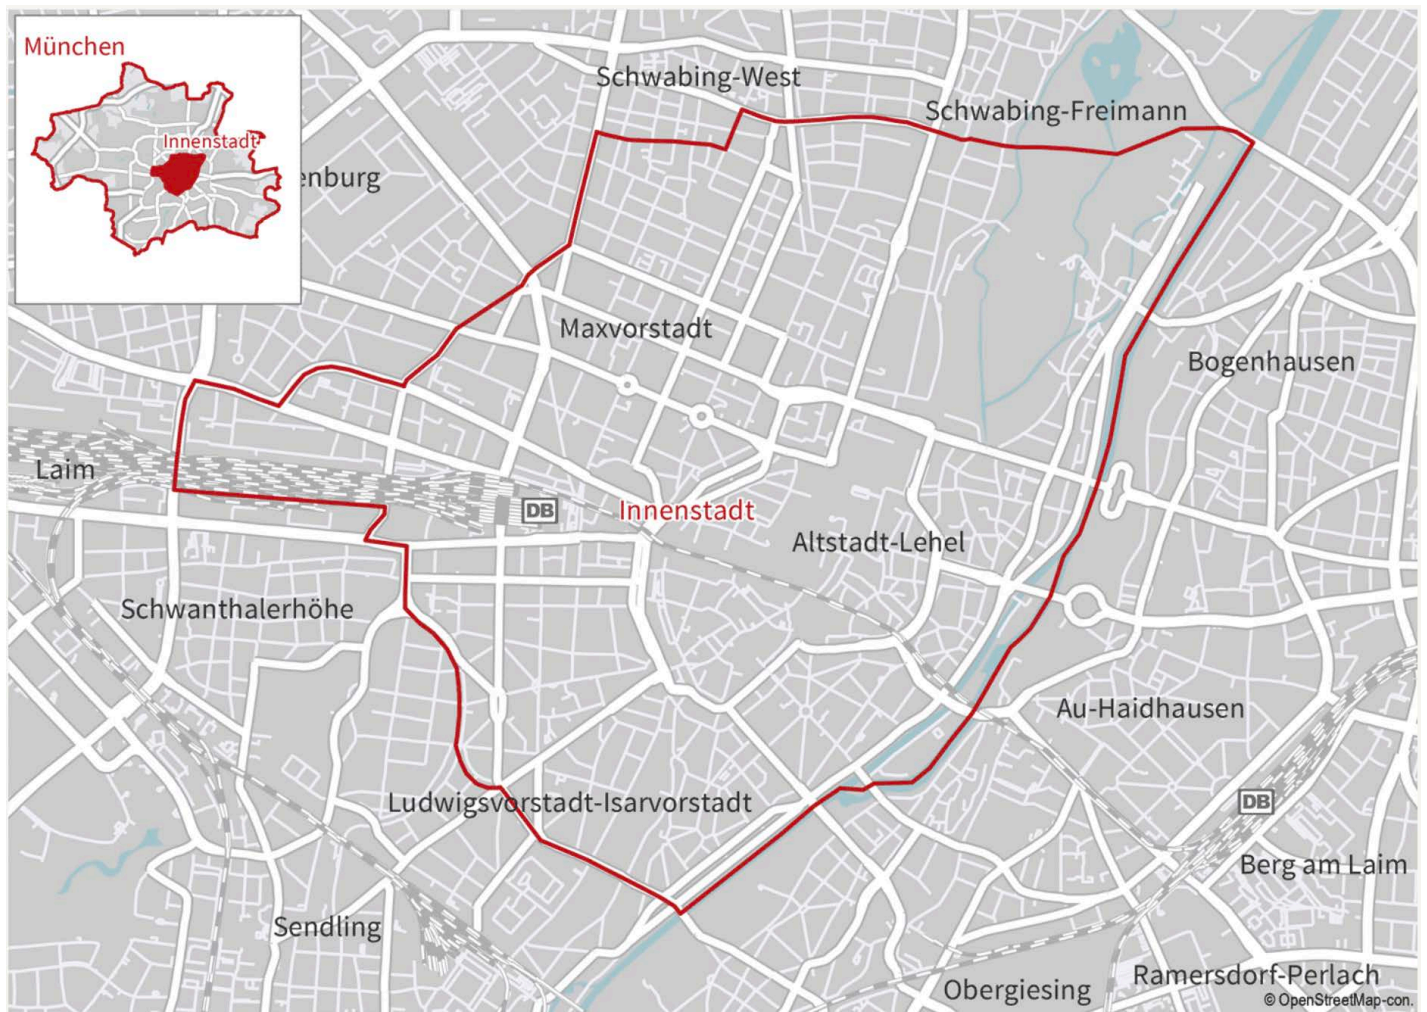 München
Innenstadt
Schwabing-West
Schwabing-Freimann
enburg
Maxvorstadt
Bogenhausen
Laim
DB
Innenstadt
Altstadt-Lehel
Schwanthalerhöhe
Au-Haidhausen
Ludwigsvorstadt-Isarvorstadt
DB
Berg am Laim
Sendling
Obergiesing
Ramersdorf-Perlach
© OpenStreetMap-con.